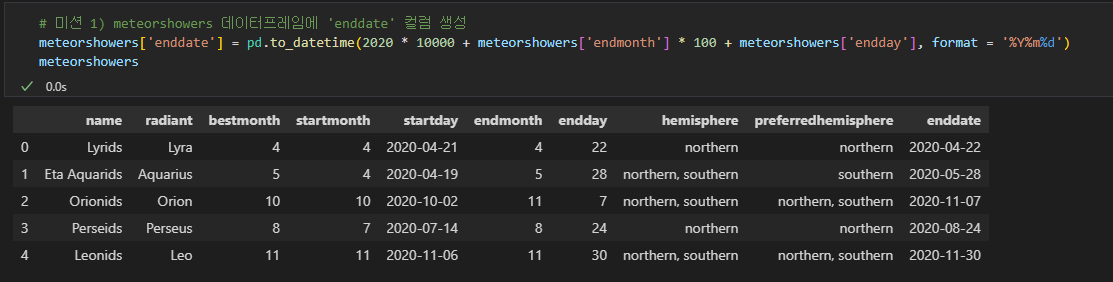 # 미션 1) meteorshowers 데이터프레임에 'enddate' 컬럼 생성
meteorshowers['enddate'] = pd.to_datetime(2020 * 10000 + meteorshowers['endmonth'] * 100 + meteorshowers['endday'], format = '%Y%m%d')
meteorshowers
0.0s
name radiant bestmonth startmonth startday endmonth endday hemisphere preferredhemisphere enddate
0 Lyrids Lyra 4 4 2020-04-21 4 22 northern northern 2020-04-22
1 Eta Aquarids Aquarius 5 4 2020-04-19 5 28 northern, southern southern 2020-05-28
2 Orionids Orion 10 10 2020-10-02 11 7 northern, southern northern, southern 2020-11-07
3 Perseids Perseus 8 7 2020-07-14 8 24 northern northern 2020-08-24
4 Leonids Leo 11 11 2020-11-06 11 30 northern, southern northern, southern 2020-11-30